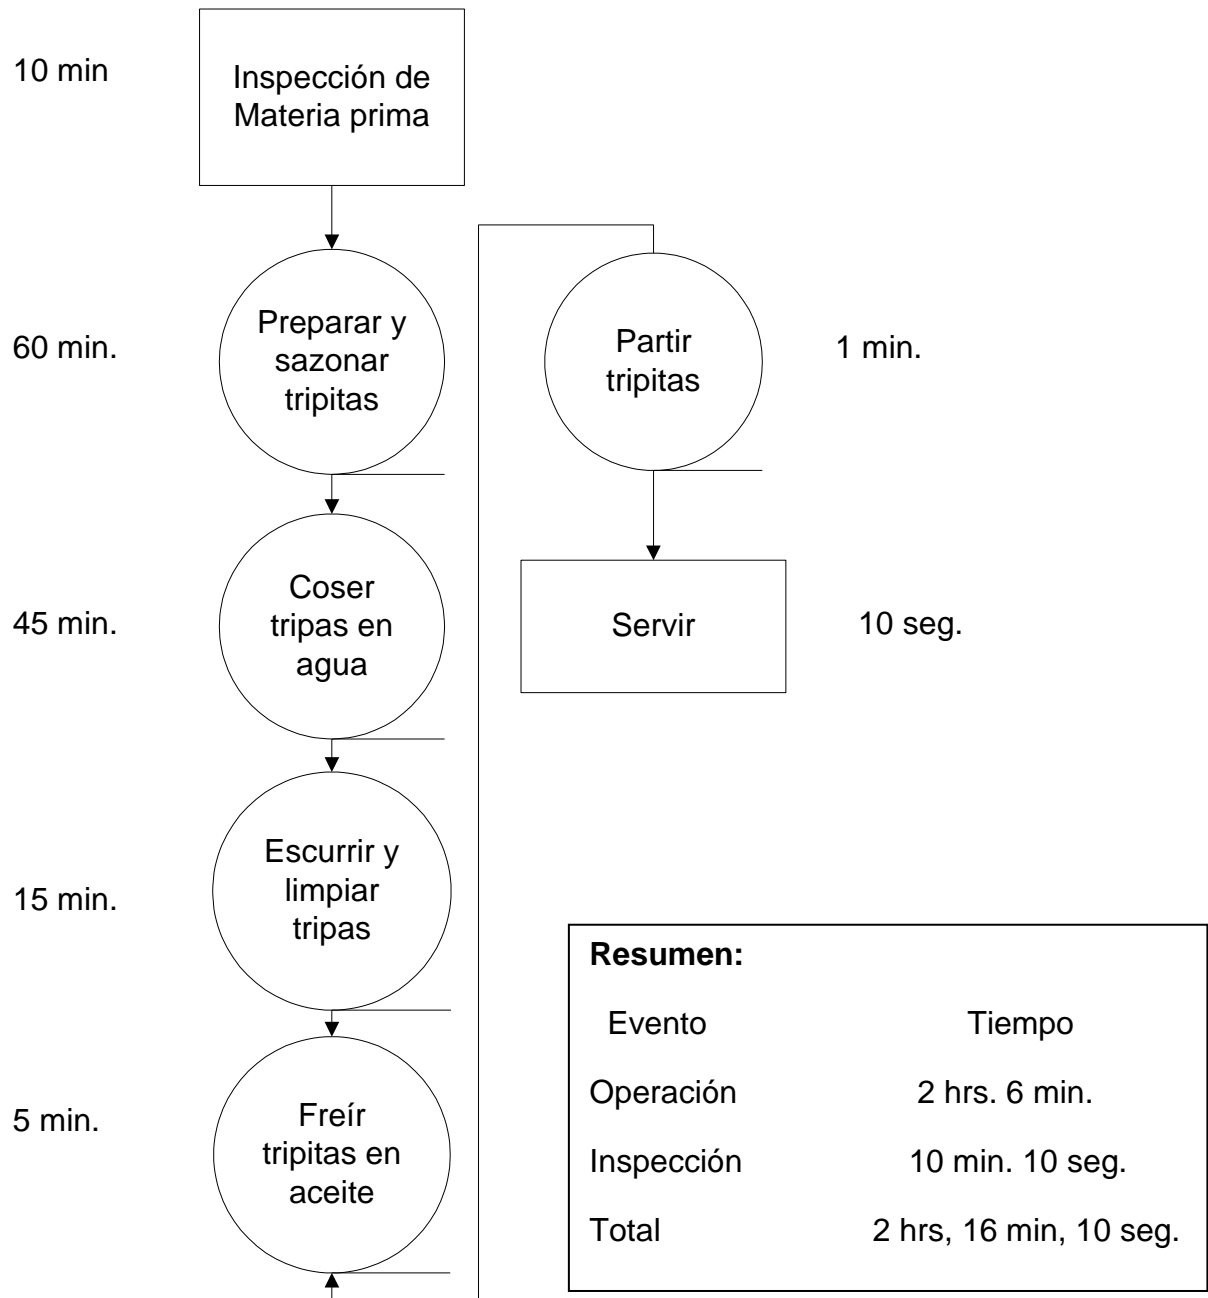 10 min
Inspección de
Materia prima
60 min.
Preparar y
sazonar
tripitas
45 min.
Coser
tripas en
agua
15 min.
Escurrir y
limpiar
tripas
5 min.
Freír
tripitas en
aceite
Partir
tripitas
1 min.
Servir
10 seg.
Resumen:
Evento Tiempo
Operación 2 hrs. 6 min.
Inspección 10 min. 10 seg.
Total 2 hrs, 16 min, 10 seg.